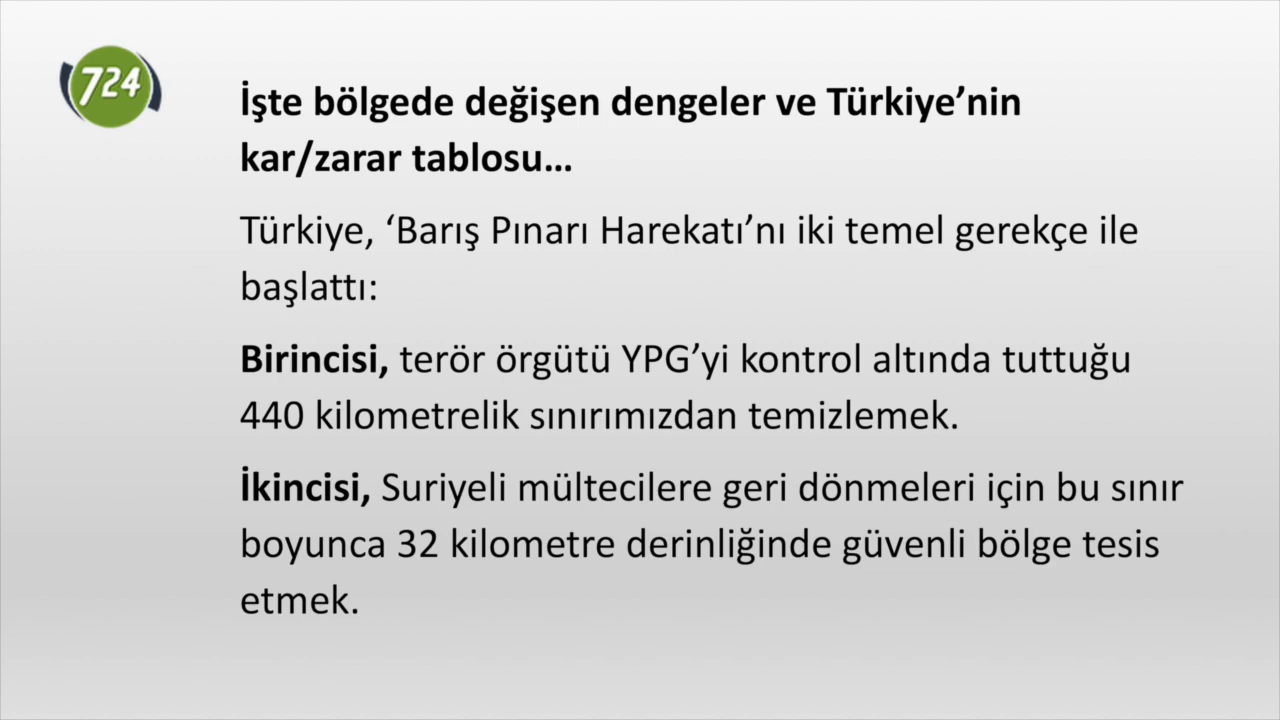 724
İşte bölgede değişen dengeler ve Türkiye’nin
kar/zarar tablosu…
Türkiye, ‘Barış Pınarı Harekatı’nı iki temel gerekçe ile
başlattı:
Birincisi, terör örgütü YPG’yi kontrol altında tuttuğu
440 kilometrelik sınırımızdan temizlemek.
İkincisi, Suriyeli mültecilere geri dönmeleri için bu sınır
boyunca 32 kilometre derinliğinde güvenli bölge tesis
etmek.